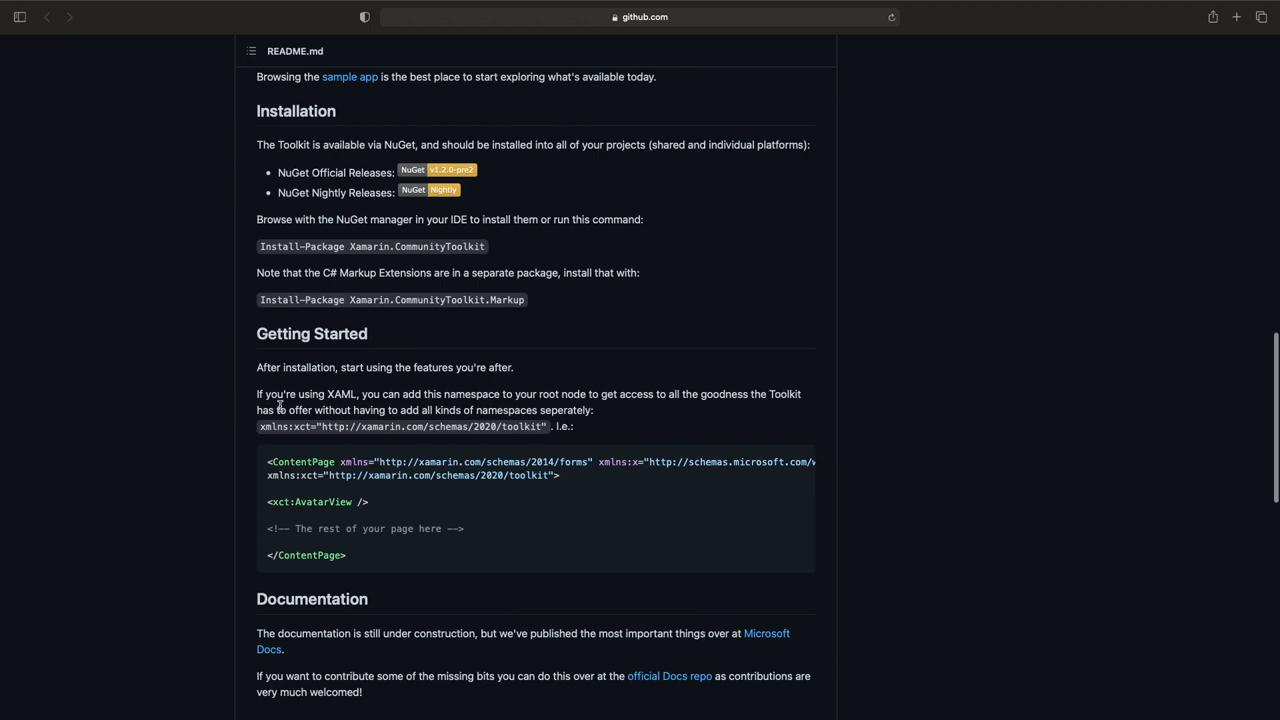 github.com
README.md
Browsing the sample app is the best place to start exploring what's available today.
Installation
The Toolkit is available via NuGet, and should be installed into all of your projects (shared and individual platforms):
• NuGet Official Releases: NuGet v1.2.0-pre2
• NuGet Nightly Releases: NuGet Nightly
Browse with the NuGet manager in your IDE to install them or run this command:
Install-Package Xamarin.CommunityToolkit
Note that the C# Markup Extensions are in a separate package, install that with:
Install-Package Xamarin.CommunityToolkit.Markup
Getting Started
After installation, start using the features you're after.
If you're using XAML, you can add this namespace to your root node to get access to all the goodness the Toolkit
has to offer without having to add all kinds of namespaces seperately:
xmlns:xct="http://xamarin.com/schemas/2020/toolkit" . I.e.:
<ContentPage xmlns="http://xamarin.com/schemas/2014/forms" xmlns:x="http://schemas.microsoft.com/
xmlns:xct="http://xamarin.com/schemas/2020/toolkit">
<xct:AvatarView />
<!-- The rest of your page here -->
</ContentPage>
Documentation
The documentation is still under construction, but we've published the most important things over at Microsoft
Docs.
If you want to contribute some of the missing bits you can do this over at the official Docs repo as contributions are
very much welcomed!